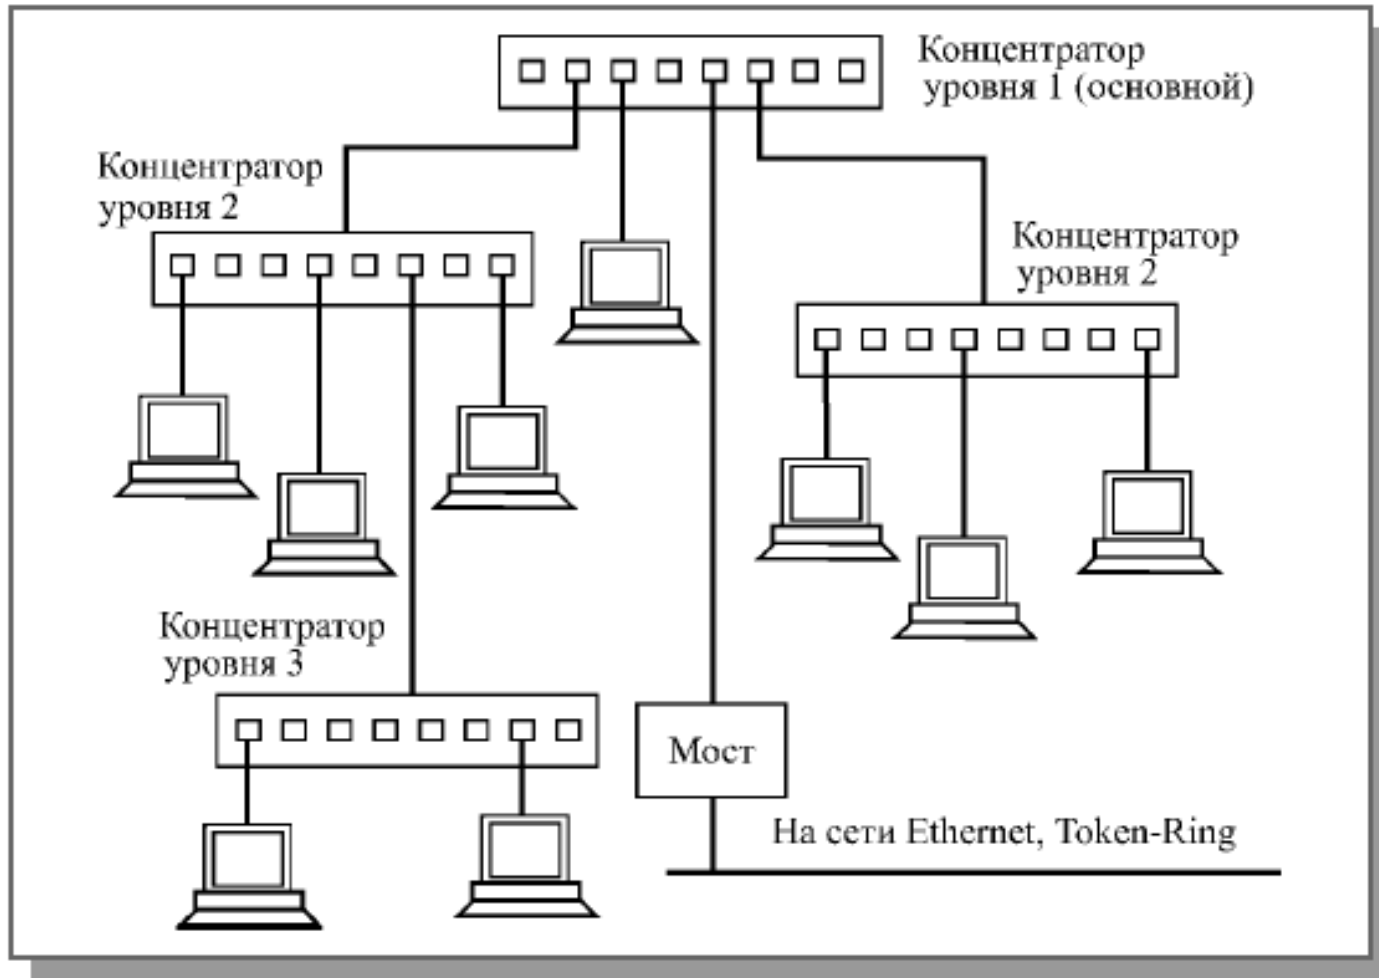 Концентратор
уровня 1 (основной)
Концентратор
уровня 2
Концентратор
уровня 2
Концентратор
уровня 3
Мост
На сети Ethernet, Token-Ring